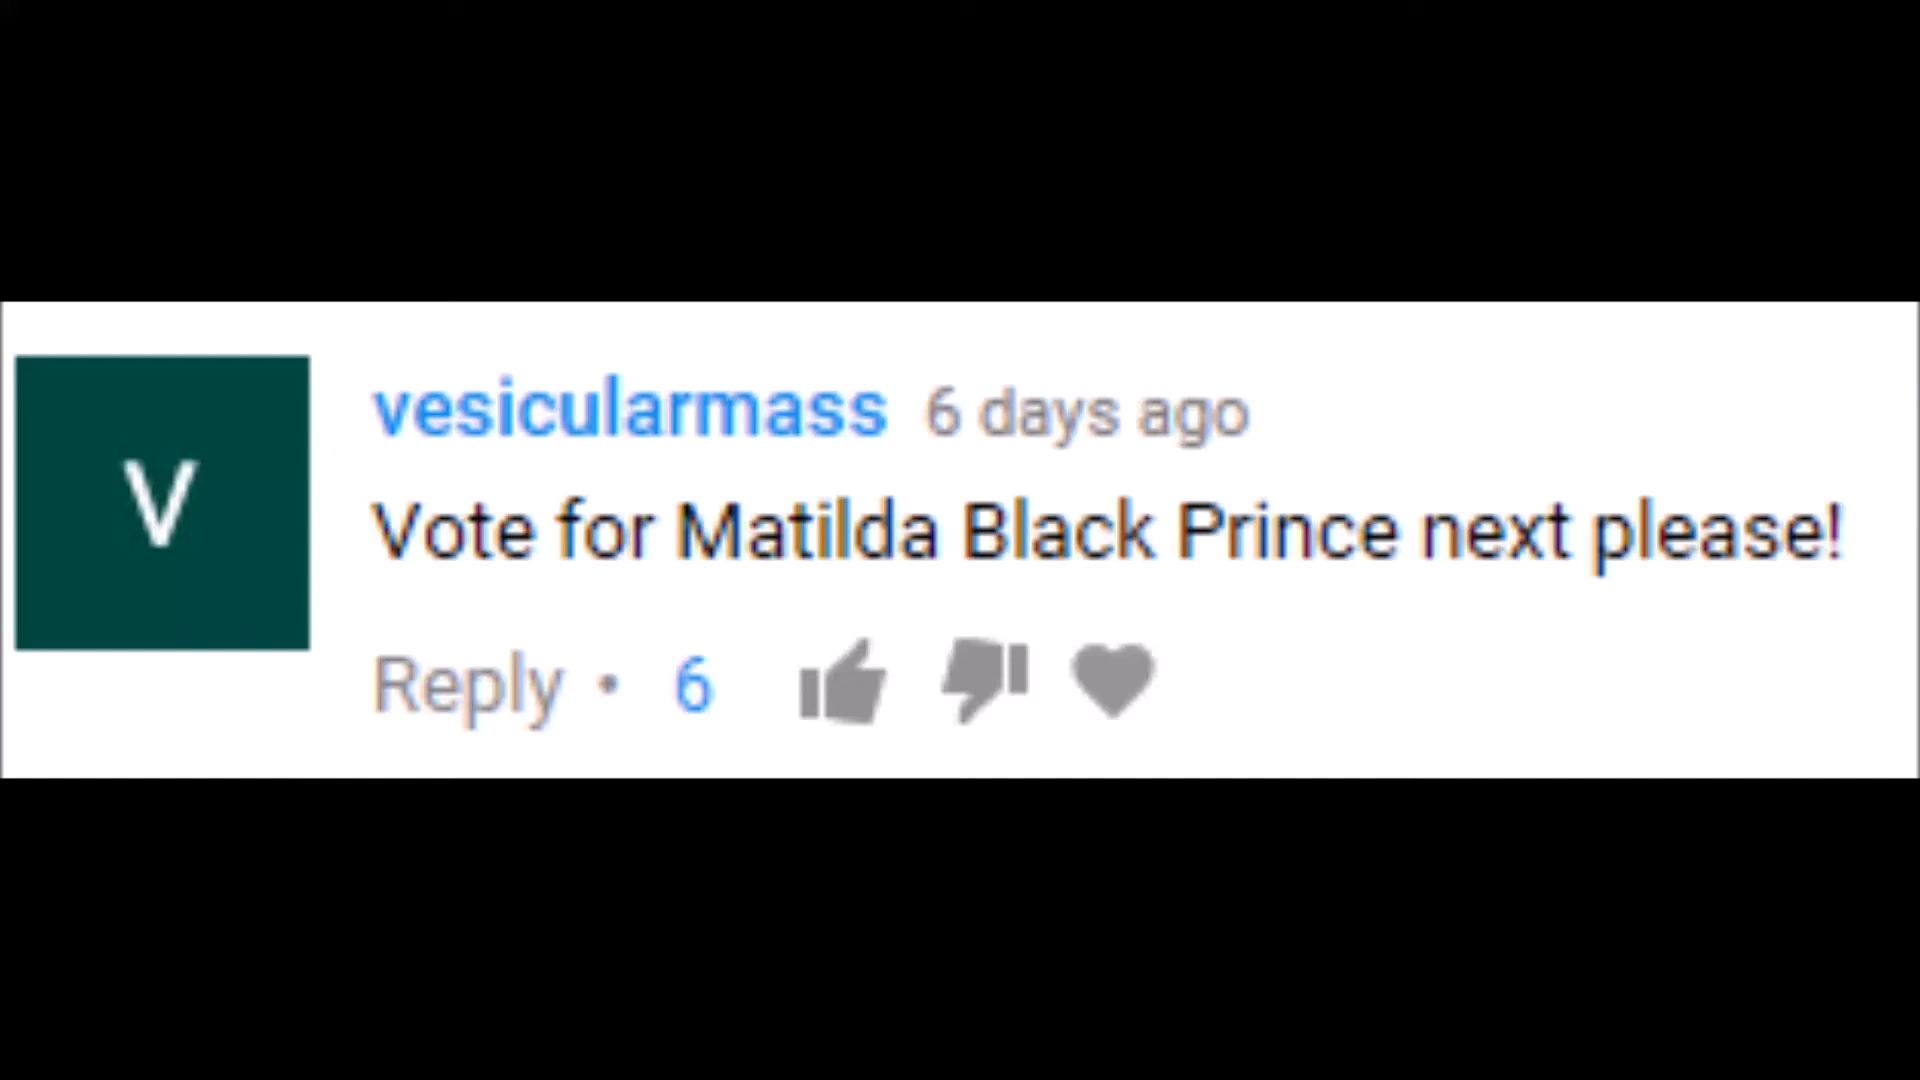 V
vesicularmass 6 days ago
Vote for Matilda Black Prince next please!
Reply • 6